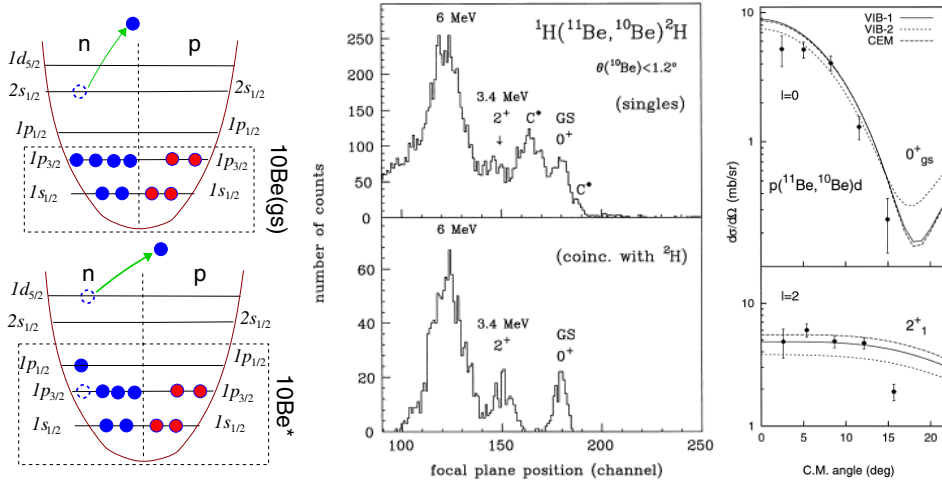 n
p
1d5/2
2s1/2
2s1/2
1p1/2
1p1/2
1p3/2
1p3/2
1s1/2
1s1/2
10Be(gs)
n
p
1d5/2
2s1/2
2s1/2
1p1/2
1p1/2
1p3/2
1p3/2
1s1/2
1s1/2
10Be*
number of counts
6 MeV
¹H(¹¹Be,¹⁰Be)²H
θ(¹⁰Be)<1.2°
(singles)
3.4 MeV
2⁺
C*
GS
0⁺
C*
250
200
150
100
50
0
6 MeV
(coinc. with ²H)
3.4 MeV
2⁺
GS
0⁺
60
40
20
0
100
150
200
250
focal plane position (channel)
dσ/dΩ (mb/sr)
VIB-1
VIB-2
CEM
l=0
0⁺gs
p(¹¹Be,¹⁰Be)d
1
l=2
2⁺1
10
1
0
5
10
15
20
C.M. angle (deg)